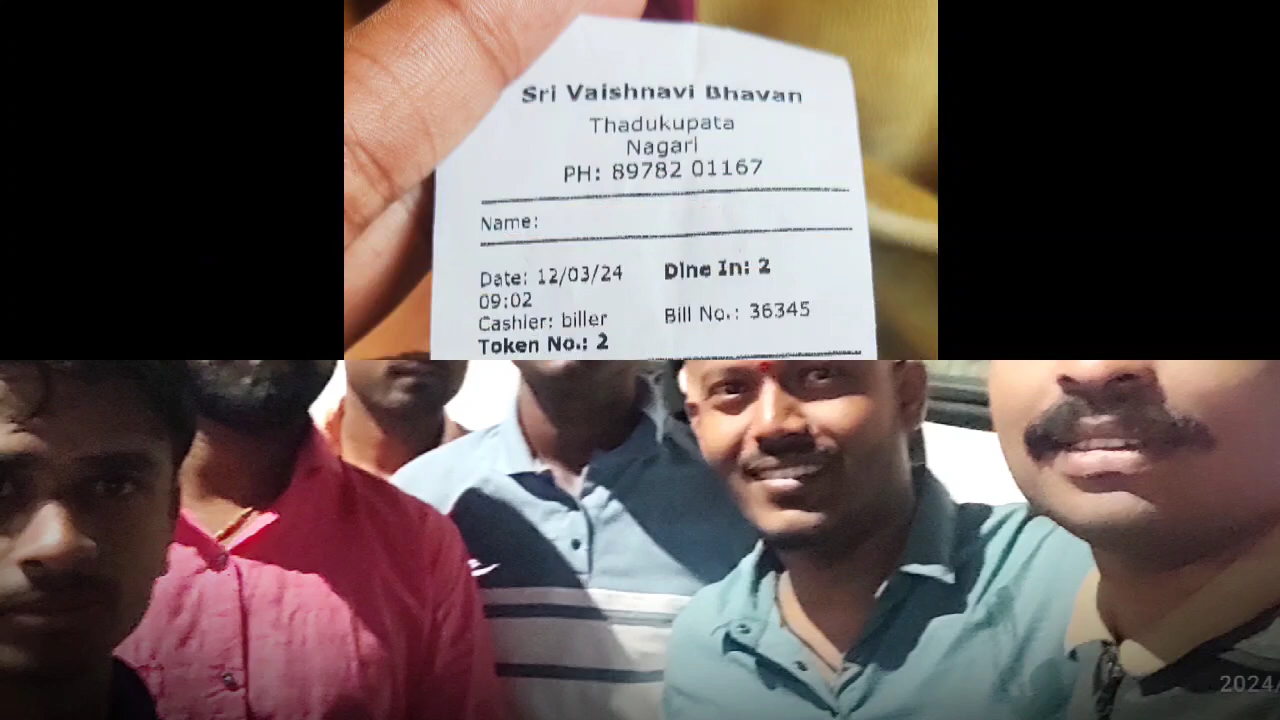 Sri Vaishnavi Bhavan
Thadukupata
Nagari
PH: 89782 01167
Name:
Date: 12/03/24 Dine In: 2
09:02
Cashier: biller Bill No.: 36345
Token No.: 2
2024/